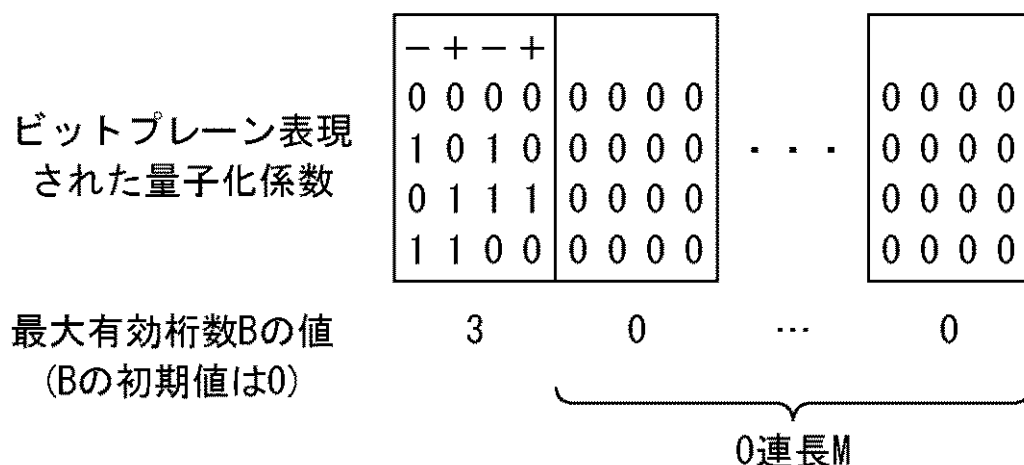 －＋－＋
0 0 0 0 0 0 0 0 0 0 0 0
ビットプレーン表現
1 0 1 0 0 0 0 0 ・・・ 0 0 0 0
された量子化係数
0 1 1 1 0 0 0 0 0 0 0 0
1 1 0 0 0 0 0 0 0 0 0 0
最大有効桁数Bの値 3 0 … 0
(Bの初期値は0)
0連長M